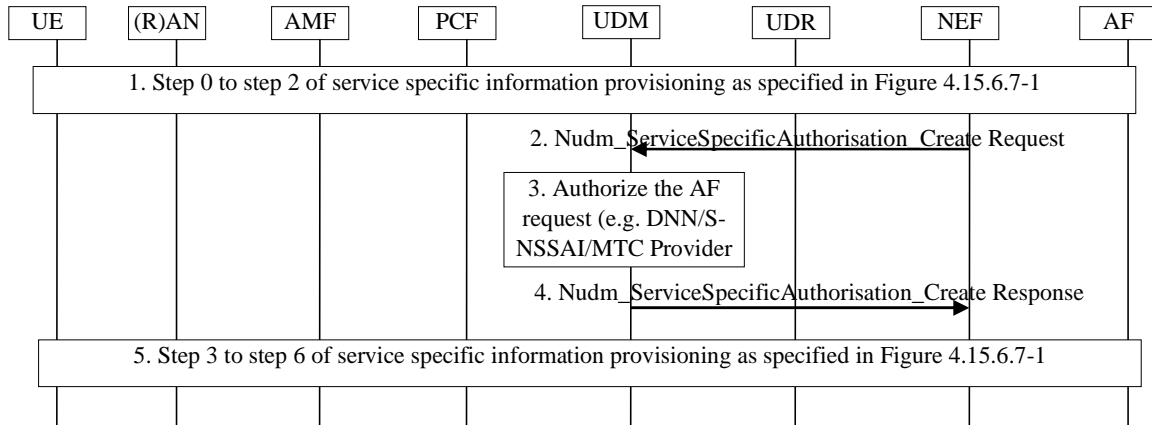 UE (R)AN AMF PCF UDM UDR NEF AF
1. Step 0 to step 2 of service specific information provisioning as specified in Figure 4.15.6.7-1
2. Nudm_ServiceSpecificAuthorisation_Create Request
3. Authorize the AF
request (e.g. DNN/S-
NSSAI/MTC Provider
4. Nudm_ServiceSpecificAuthorisation_Create Response
5. Step 3 to step 6 of service specific information provisioning as specified in Figure 4.15.6.7-1